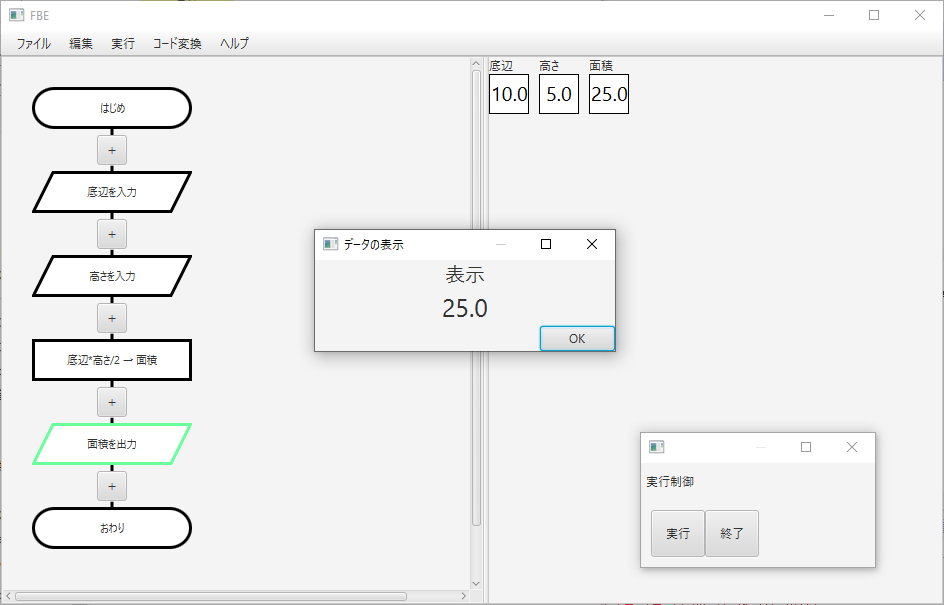 FBE
ファイル 編集 実行 コード変換 ヘルプ
はじめ
+
底辺を入力
+
高さを入力
+
底辺*高さ/2 → 面積
+
面積を出力
+
おわり
底辺 高さ 面積
10.0 5.0 25.0
データの表示
表示
25.0
OK
実行制御
実行 終了